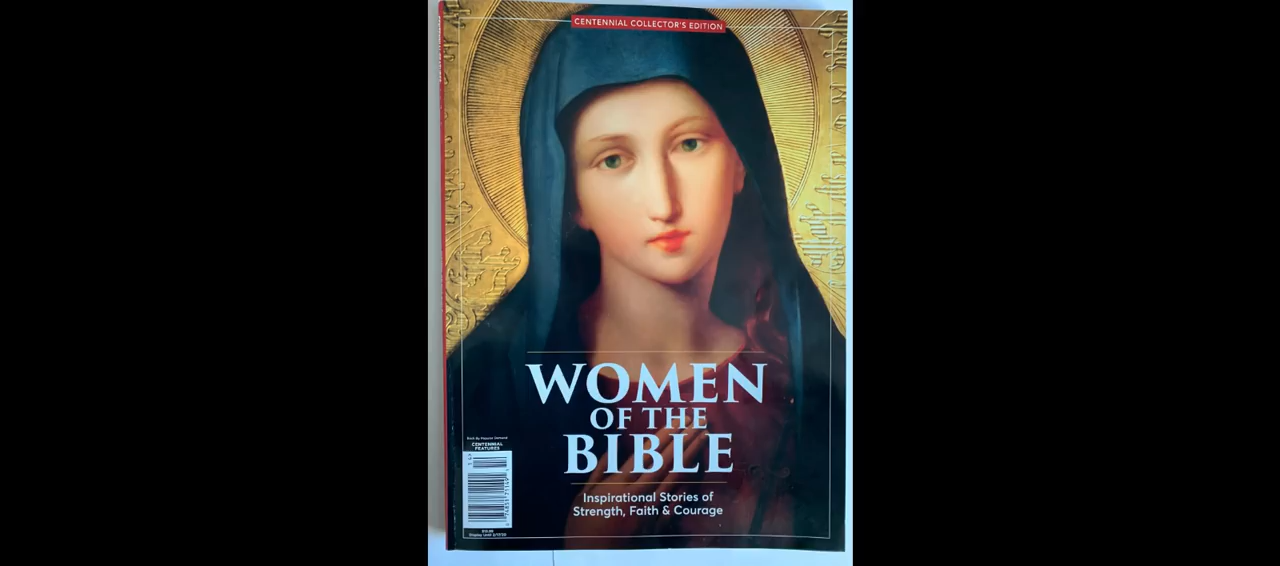 CENTENNIAL COLLECTOR'S EDITION
WOMEN
OF THE
BIBLE
Inspirational Stories of
Strength, Faith & Courage
CENTENNIAL
FEATURES